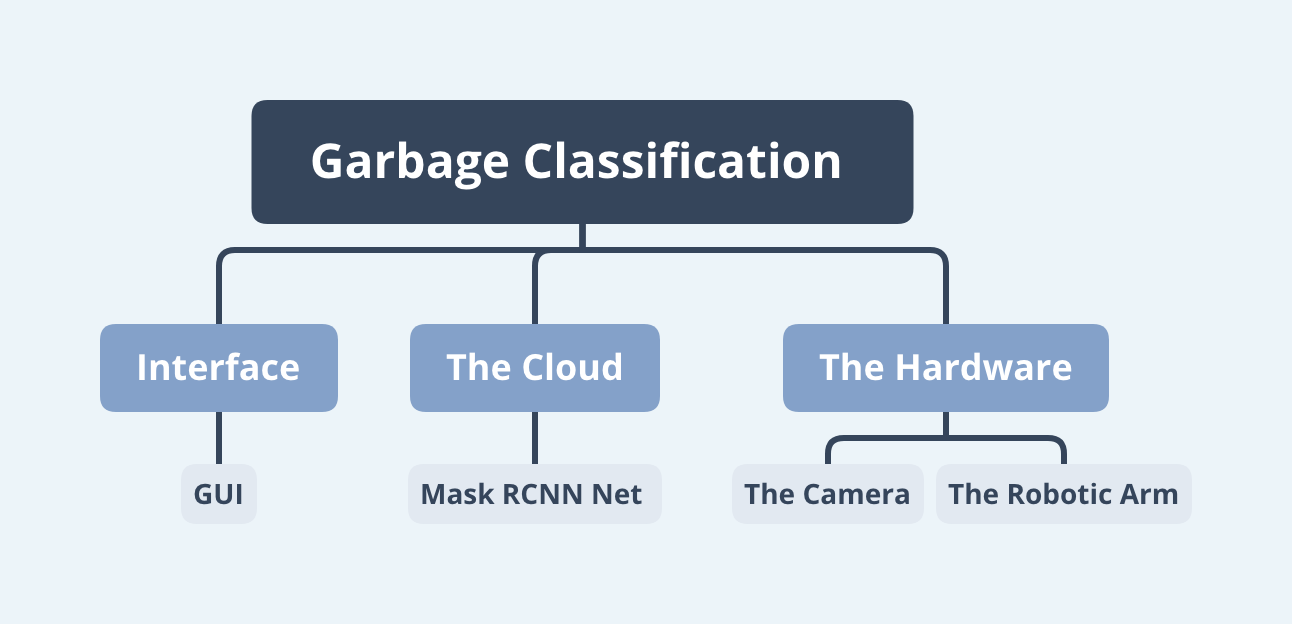 Garbage Classification
Interface
The Cloud
The Hardware
GUI
Mask RCNN Net
The Camera
The Robotic Arm